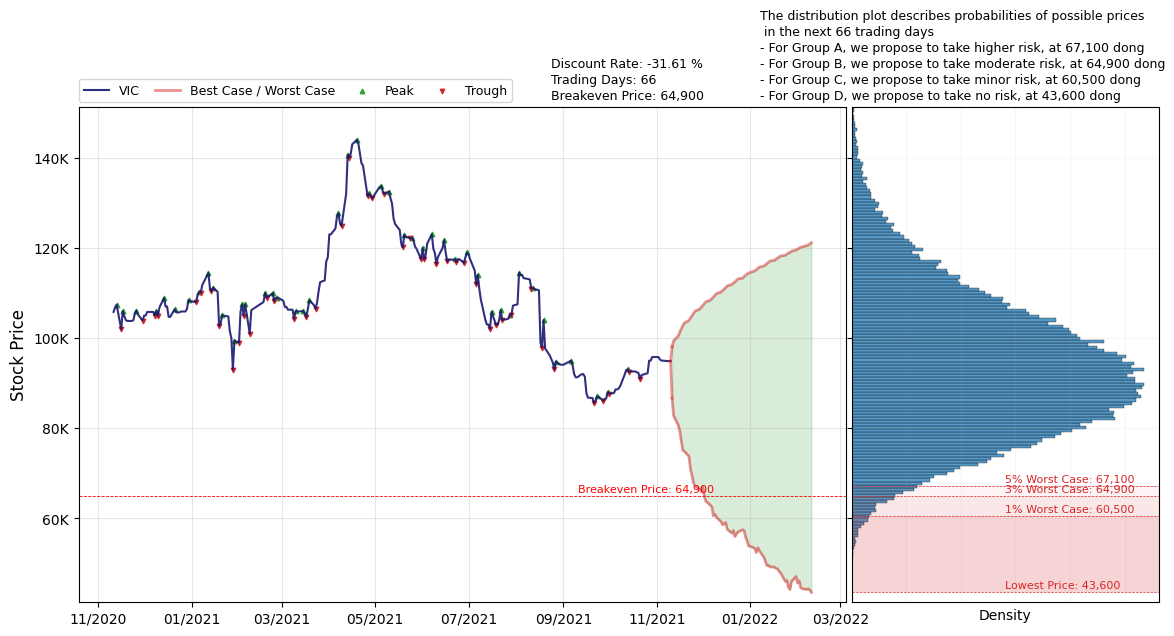 The distribution plot describes probabilities of possible prices
in the next 66 trading days
- For Group A, we propose to take higher risk, at 67,100 dong
- For Group B, we propose to take moderate risk, at 64,900 dong
- For Group C, we propose to take minor risk, at 60,500 dong
- For Group D, we propose to take no risk, at 43,600 dong
Discount Rate: -31.61 %
Trading Days: 66
Breakeven Price: 64,900
VIC
Best Case / Worst Case
Peak
Trough
Stock Price
140K
120K
100K
80K
60K
Breakeven Price: 64,900
5% Worst Case: 67,100
3% Worst Case: 64,900
1% Worst Case: 60,500
Lowest Price: 43,600
11/2020
01/2021
03/2021
05/2021
07/2021
09/2021
11/2021
01/2022
03/2022
Density